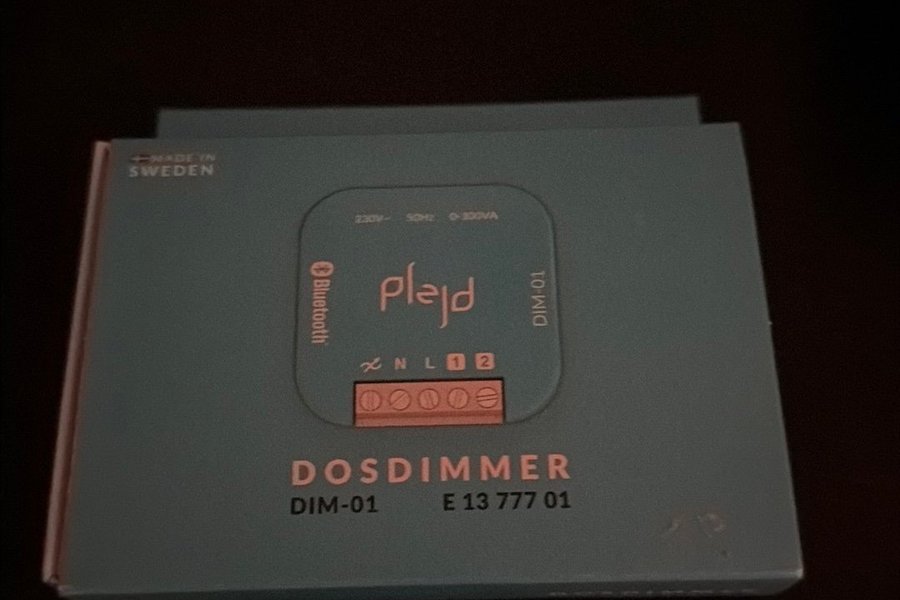 MADE IN
SWEDEN
230V~ 50Hz 0-300VA
Bluetooth
plejd
DIM-01
N L 1 2
DOSDIMMER
DIM-01 E 13 777 01